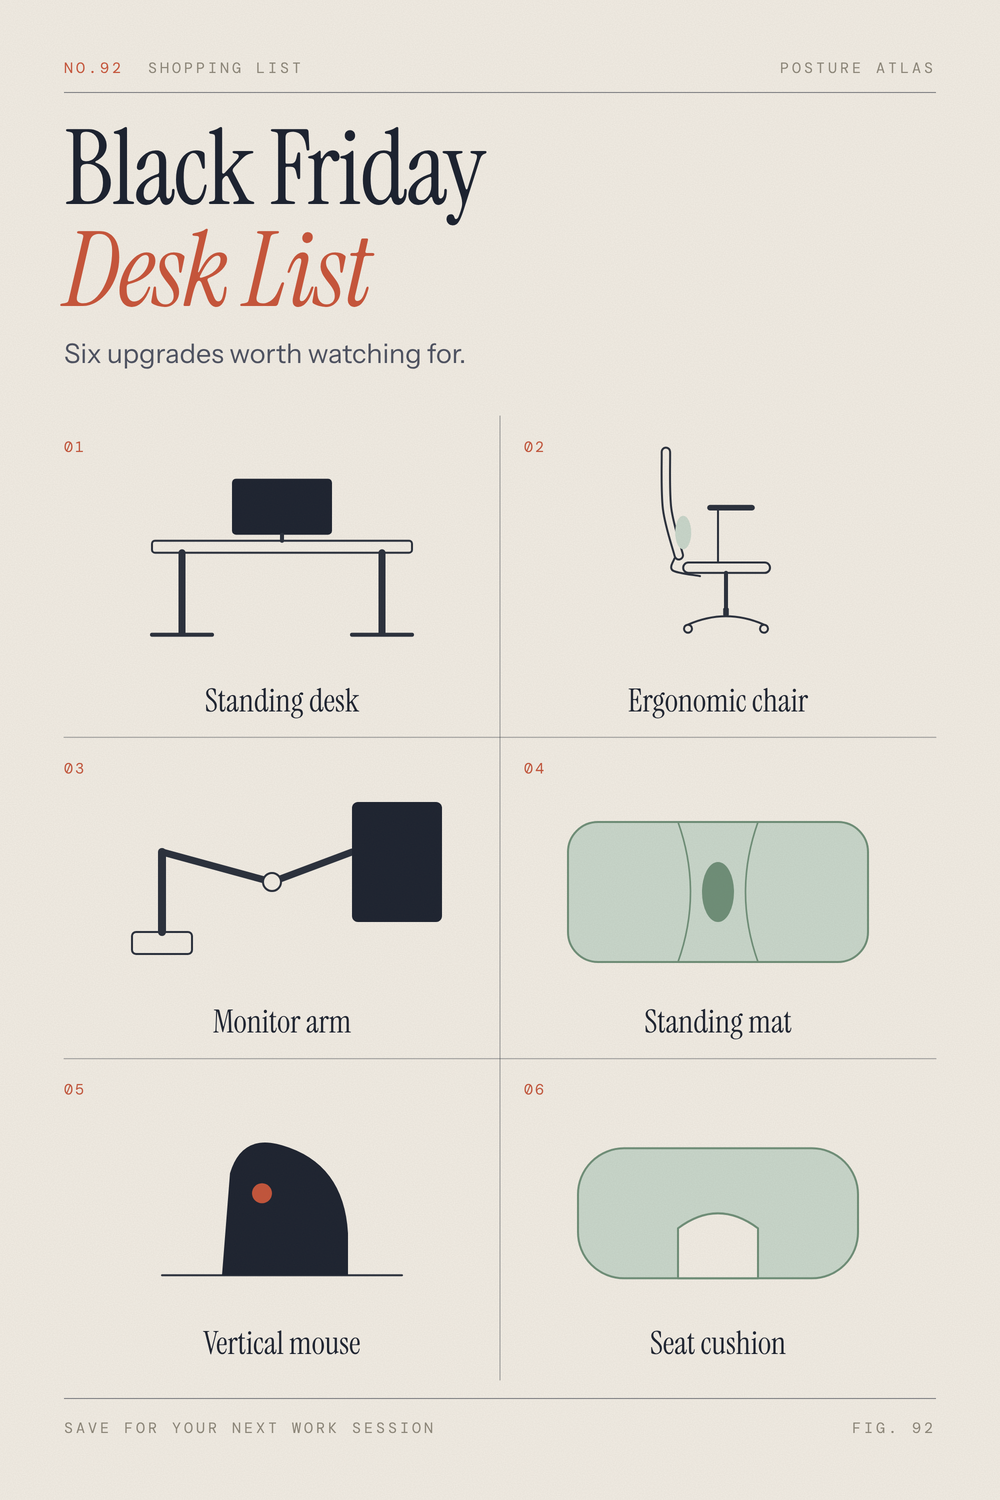 NO.92 SHOPPING LIST
POSTURE ATLAS
Black Friday
Desk List
Six upgrades worth watching for.
01
Standing desk
02
Ergonomic chair
03
Monitor arm
04
Standing mat
05
Vertical mouse
06
Seat cushion
SAVE FOR YOUR NEXT WORK SESSION
FIG. 92